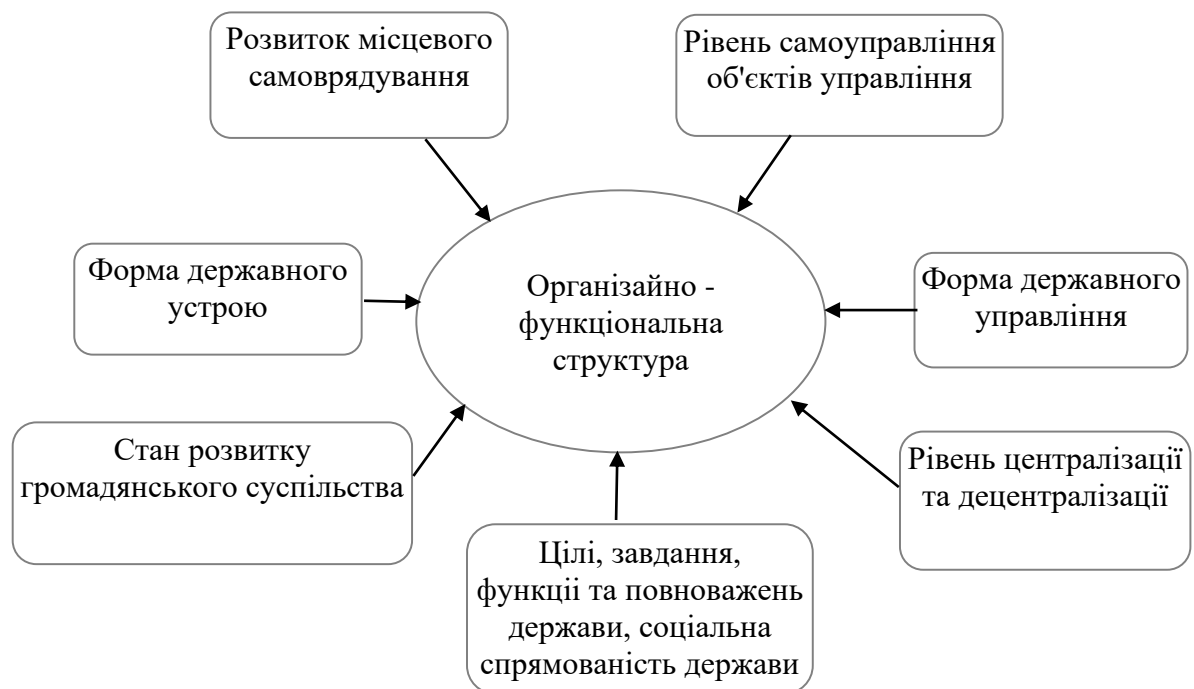 Розвиток місцевого
самоврядування
Рівень самоуправління
об'єктів управління
Форма державного
устрою
Організайно -
функціональна
структура
Форма державного
управління
Стан розвитку
громадянського суспільства
Рівень централізації
та децентралізації
Цілі, завдання,
функціі та повноважень
держави, соціальна
спрямованість держави